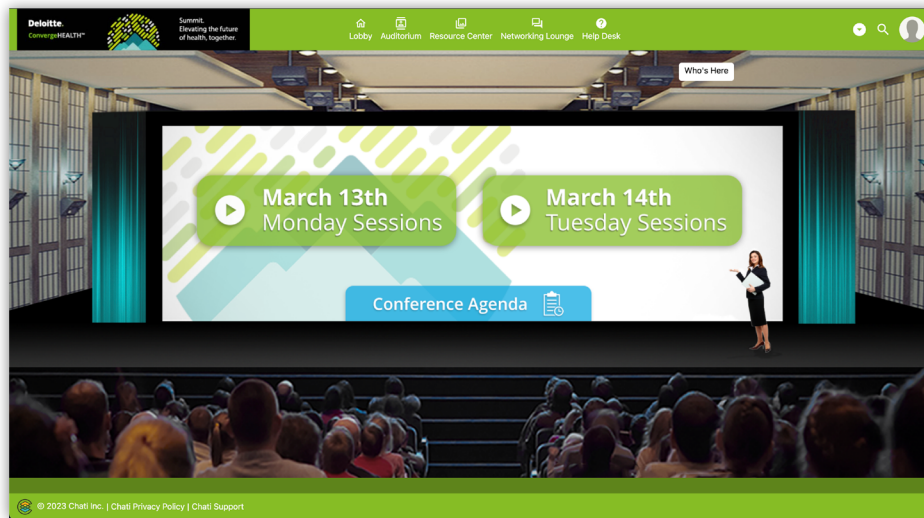 Deloitte.
ConvergeHEALTH™
Summit.
Elevating the future
of health, together.
Lobby
Auditorium
Resource Center
Networking Lounge
Help Desk
Who's Here
March 13th
Monday Sessions
March 14th
Tuesday Sessions
Conference Agenda
© 2023 Chati Inc. | Chati Privacy Policy | Chati Support